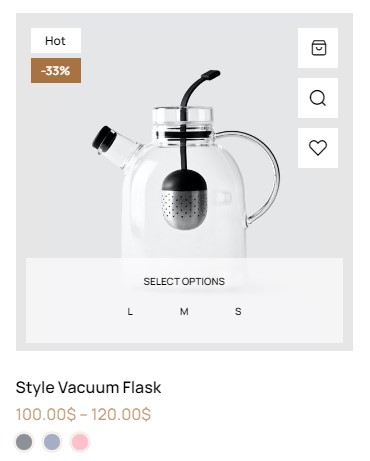 Hot
-33%
SELECT OPTIONS
L M S
Style Vacuum Flask
100.00$ – 120.00$